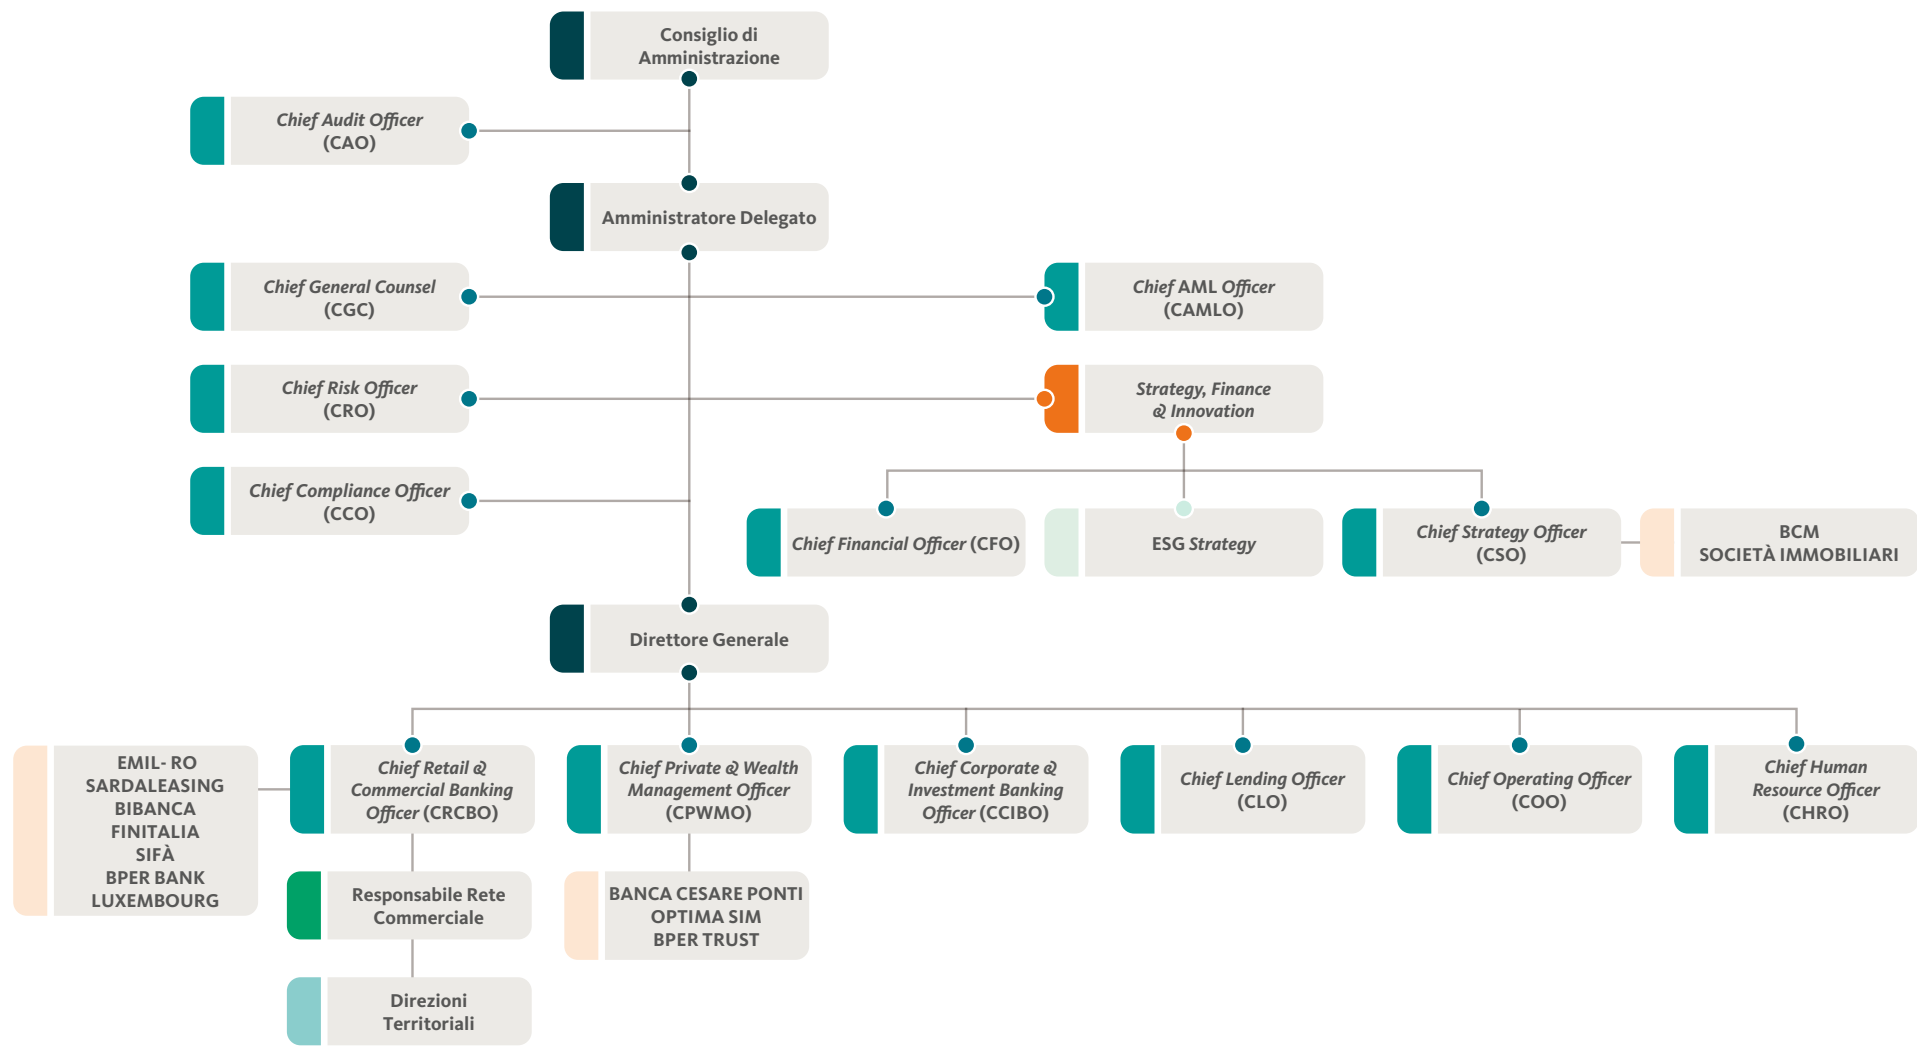 Consiglio di
Amministrazione
Chief Audit Officer
(CAO)
Amministratore Delegato
Chief General Counsel
(CGC)
Chief AML Officer
(CAMLO)
Chief Risk Officer
(CRO)
Strategy, Finance
& Innovation
Chief Compliance Officer
(CCO)
Chief Financial Officer (CFO)
ESG Strategy
Chief Strategy Officer
(CSO)
BCM
SOCIETÀ IMMOBILIARI
Direttore Generale
EMIL- RO
SARDALEASING
BIBANCA
FINITALIA
SIFÀ
BPER BANK
LUXEMBOURG
Chief Retail &
Commercial Banking
Officer (CRCBO)
Chief Private & Wealth
Management Officer
(CPWMO)
Chief Corporate &
Investment Banking
Officer (CCIBO)
Chief Lending Officer
(CLO)
Chief Operating Officer
(COO)
Chief Human
Resource Officer
(CHRO)
Responsabile Rete
Commerciale
BANCA CESARE PONTI
OPTIMA SIM
BPER TRUST
Direzioni
Territoriali